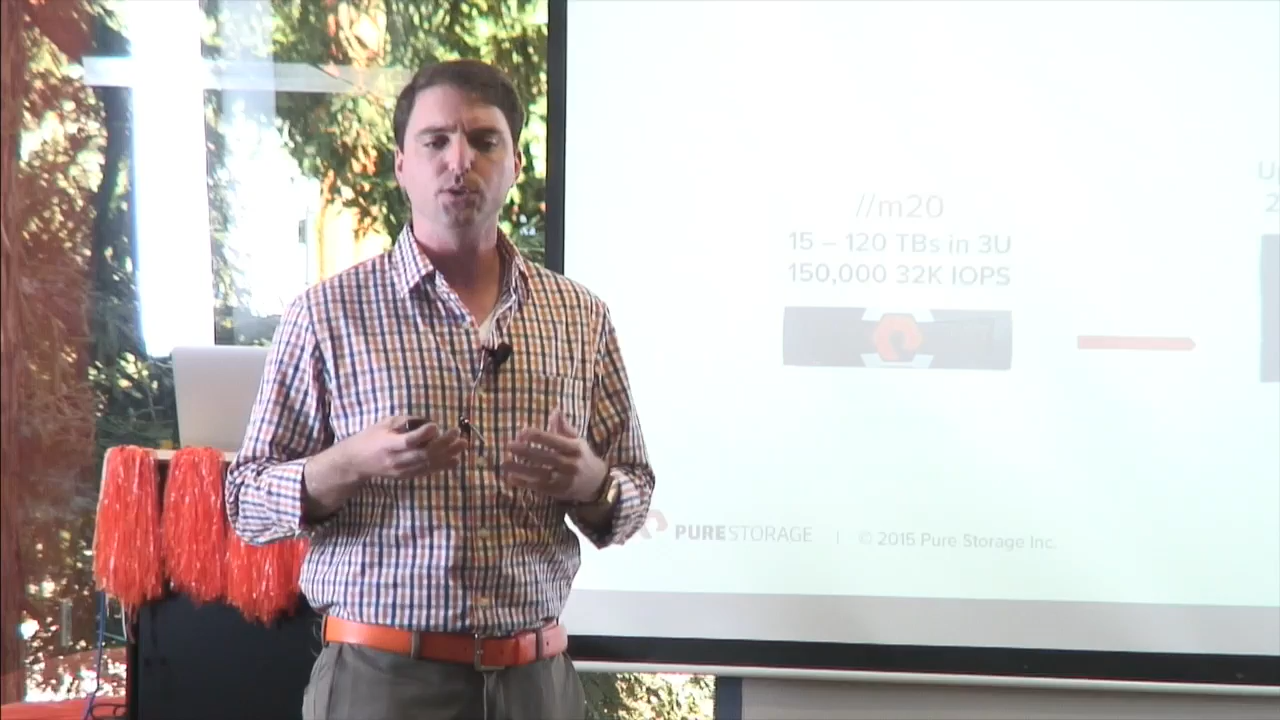 //m20
15 – 120 TBs in 3U
150,000 32K IOPS
PURESTORAGE | © 2015 Pure Storage Inc.